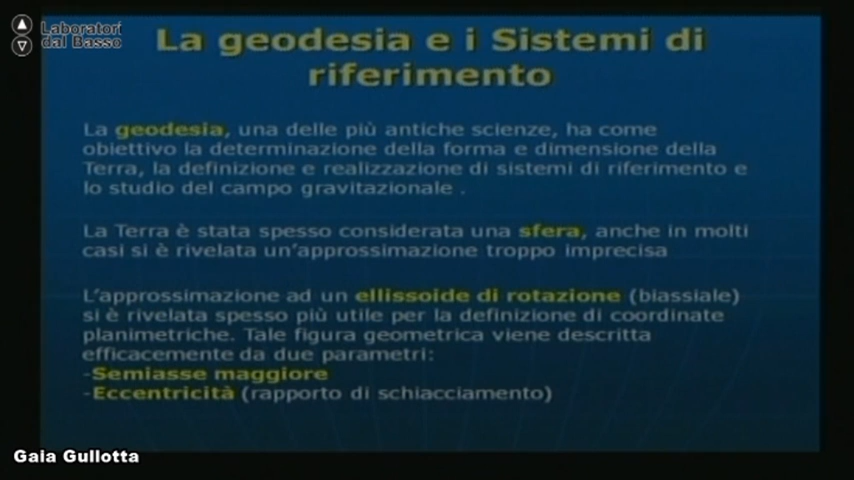 Laboratori
dal Basso
La geodesia e i Sistemi di
riferimento
La geodesia, una delle più antiche scienze, ha come
obiettivo la determinazione della forma e dimensione della
Terra, la definizione e realizzazione di sistemi di riferimento e
lo studio del campo gravitazionale .
La Terra è stata spesso considerata una sfera, anche in molti
casi si è rivelata un'approssimazione troppo imprecisa
L'approssimazione ad un ellissoide di rotazione (biassiale)
si è rivelata spesso più utile per la definizione di coordinate
planimetriche. Tale figura geometrica viene descritta
efficacemente da due parametri:
-Semiasse maggiore
-Eccentricità (rapporto di schiacciamento)
Gaia Gullotta